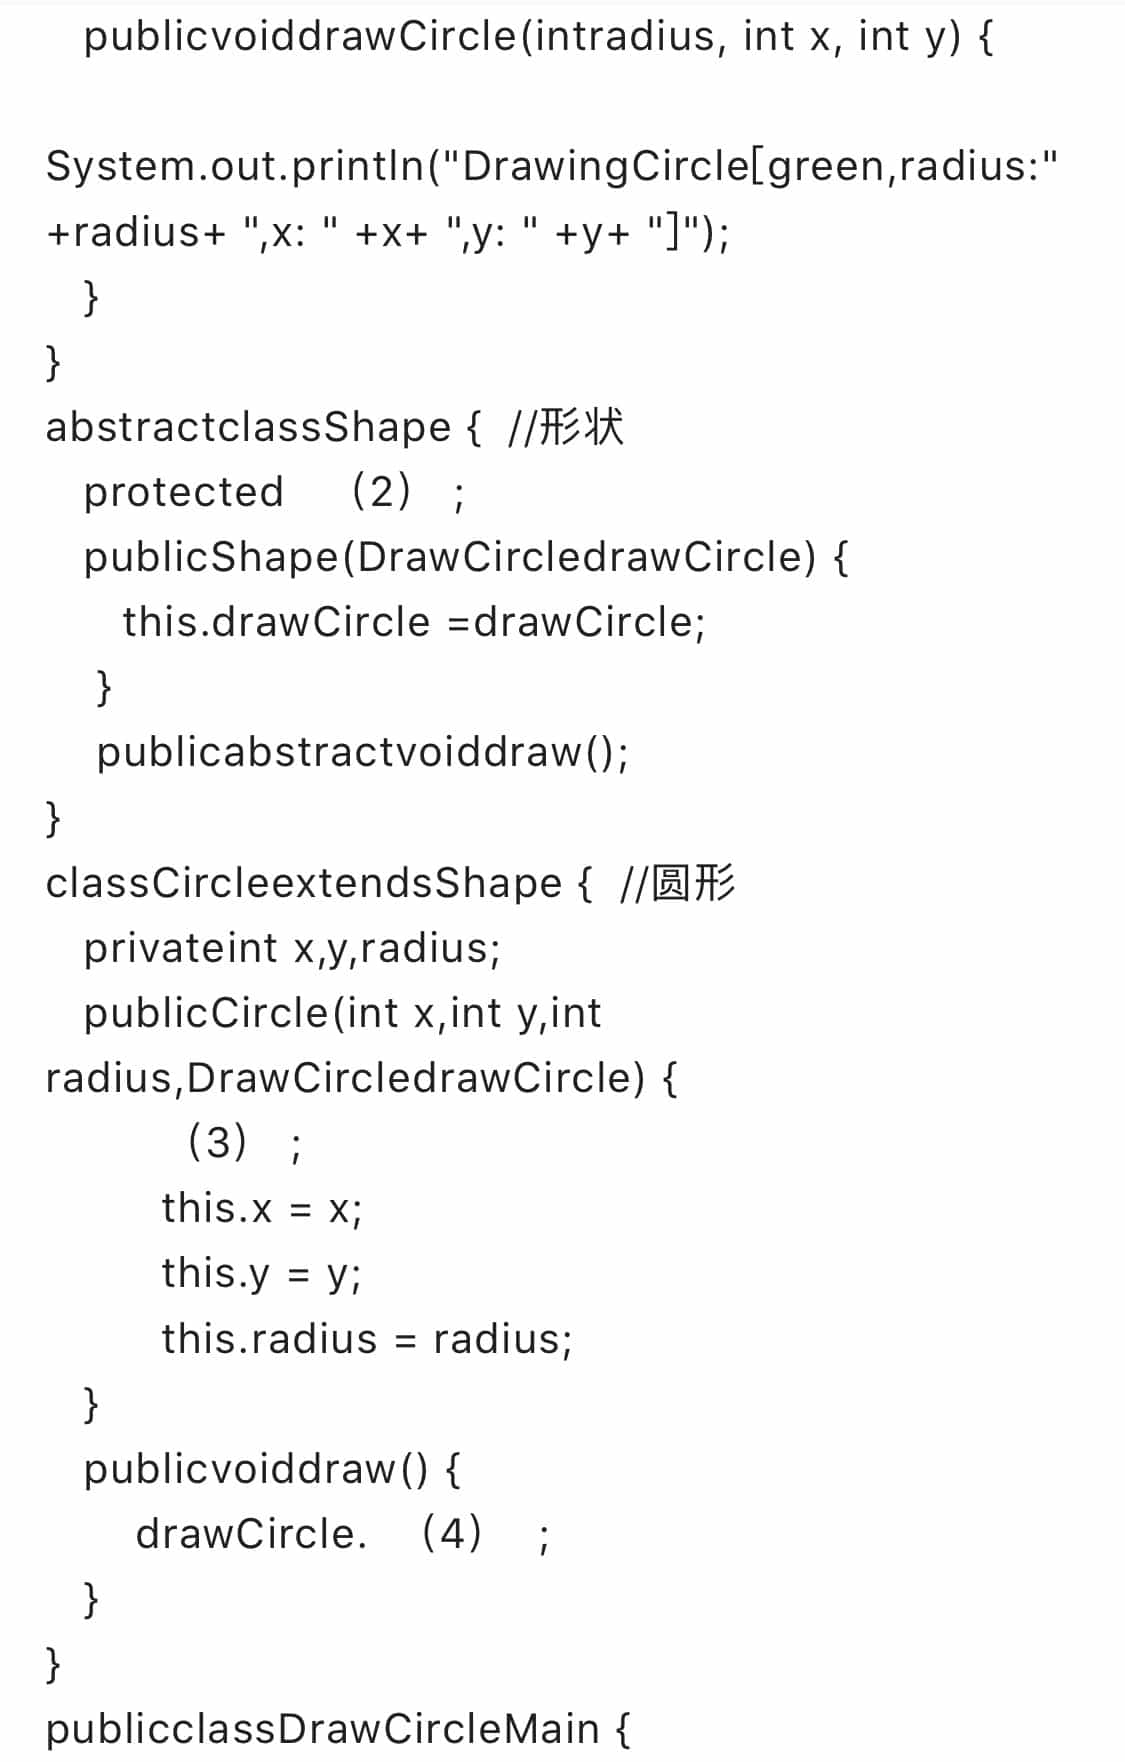 publicvoiddrawCircle(intradius, int x, int y) {
System.out.println("DrawingCircle[green,radius:"
+radius+ ",x: " +x+ ",y: " +y+ "]");
}
}
abstractclassShape { //形状
protected （2） ;
publicShape(DrawCircledrawCircle) {
this.drawCircle =drawCircle;
}
publicabstractvoiddraw();
}
classCircleextendsShape { //圆形
privateint x,y,radius;
publicCircle(int x,int y,int
radius,DrawCircledrawCircle) {
（3） ;
this.x = x;
this.y = y;
this.radius = radius;
}
publicvoiddraw() {
drawCircle. （4） ;
}
}
publicclassDrawCircleMain {